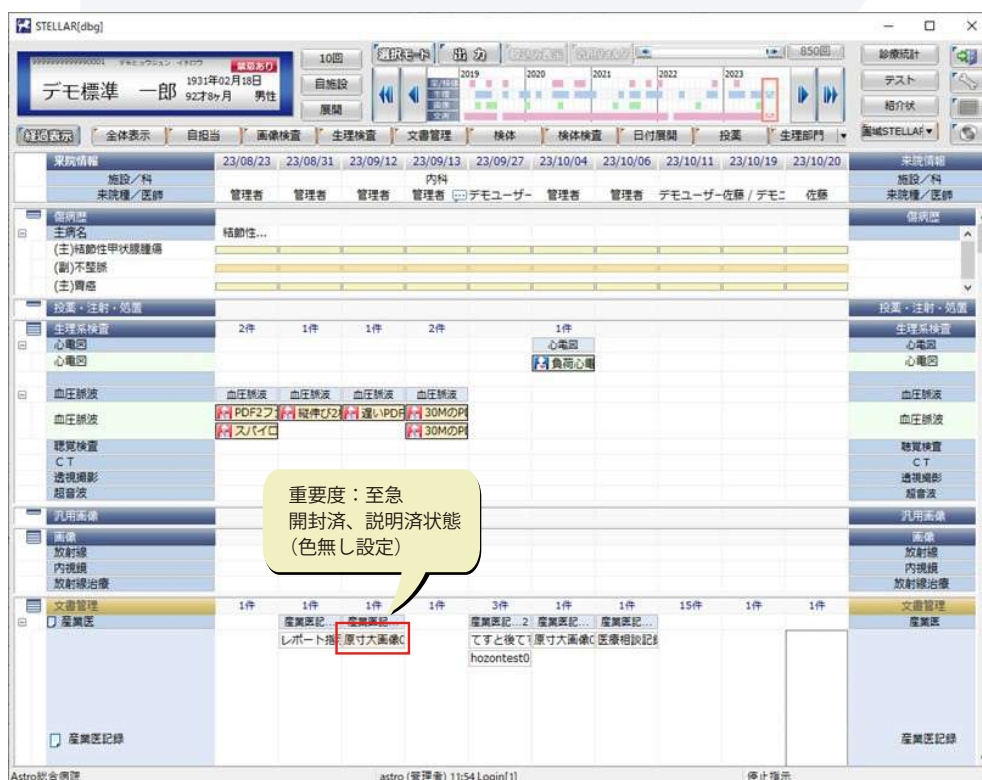 STELLAR[dbg]
禁忌あり
デモ標準　一郎
1931年02月18日
92才8ヶ月　男性
10回
自施設
展開
選択モード
出 力
850回
2019 2020 2021 2022 2023
診療統計
テスト
紹介状
経過表示 全体表示 自担当 画像検査 生理検査 文書管理 検体 検体検査 日付展開 投薬 生理部門
来院情報 23/08/23 23/08/31 23/09/12 23/09/13 23/09/27 23/10/04 23/10/06 23/10/11 23/10/19 23/10/20 来院情報
施設／科 内科 施設／科
来院種／医師 管理者 管理者 管理者 管理者 デモユーザー 管理者 管理者 デモユーザー 佐藤 / デモユ 佐藤 来院種／医師
傷病歴 傷病歴
主病名 結節性...
(主)結節性甲状腺腫瘍
(副)不整脈
(主)胃癌
投薬・注射・処置 投薬・注射・処置
生理系検査 2件 1件 1件 2件 1件 生理系検査
心電図 心電図 心電図
心電図 負荷心電 心電図
血圧脈波 血圧脈波 血圧脈波 血圧脈波 血圧脈波 血圧脈波
血圧脈波 PDF2フ 縦伸び2 違いPDF 30MのPD 血圧脈波
スパイロ 30MのPD
聴覚検査 聴覚検査
ＣＴ ＣＴ
透視撮影 透視撮影
超音波 超音波
重要度：至急
開封済、説明済状態
（色無し設定）
汎用画像 汎用画像
画像 画像
放射線 放射線
内視鏡 内視鏡
放射線治療 放射線治療
文書管理 1件 1件 1件 1件 3件 1件 1件 15件 1件 1件 文書管理
産業医 産業医記... 産業医記... 産業医記...2 産業医記... 産業医記... 産業医
レポート指 原寸大画像0 てすと後で 原寸大画像0 医療相談記録
hozontest0
産業医記録 産業医記録
Astro総合病院 astro (管理者) 11:54 Login[1] 停止指示